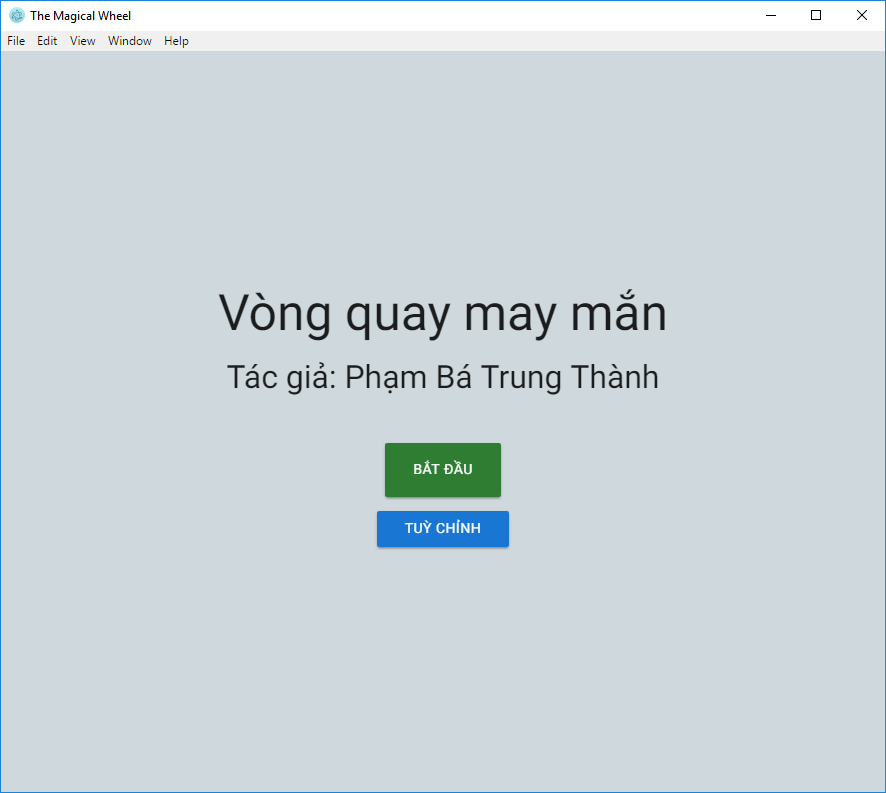 The Magical Wheel
File Edit View Window Help
Vòng quay may mắn
Tác giả: Phạm Bá Trung Thành
BẮT ĐẦU
TUỲ CHỈNH